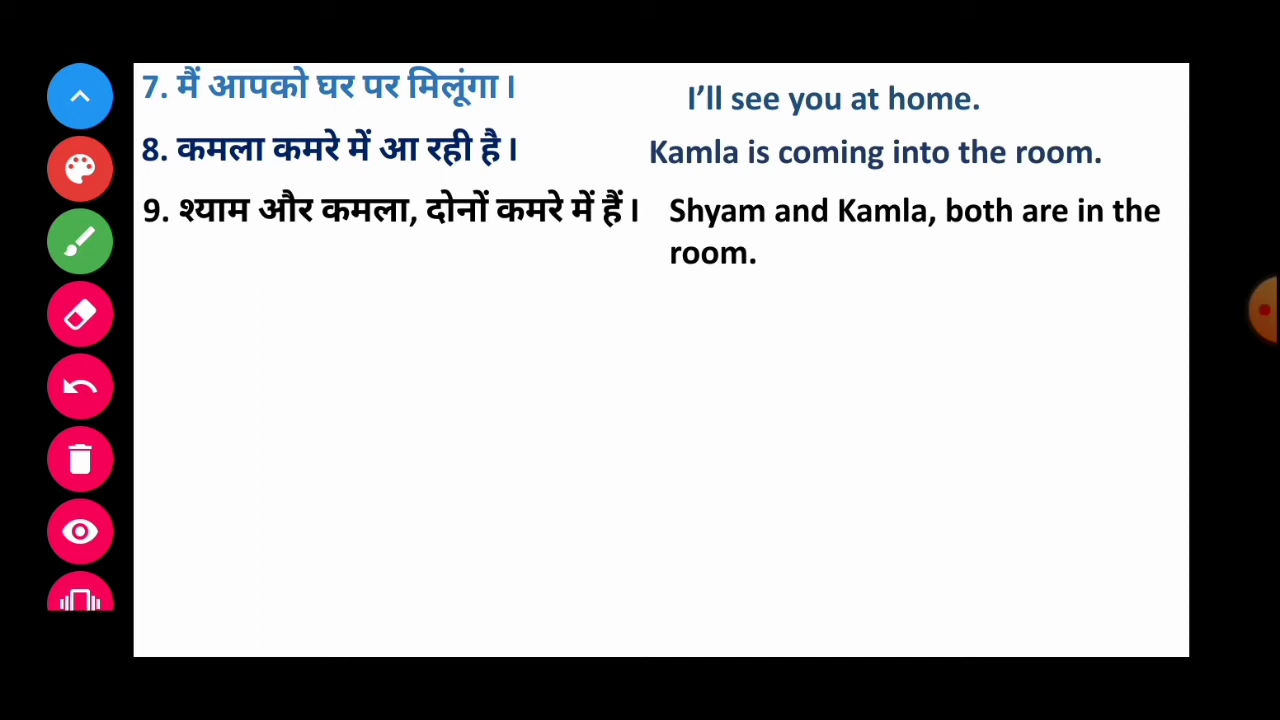 7. मैं आपको घर पर मिलूंगा । I’ll see you at home.
8. कमला कमरे में आ रही है । Kamla is coming into the room.
9. श्याम और कमला, दोनों कमरे में हैं । Shyam and Kamla, both are in the
room.